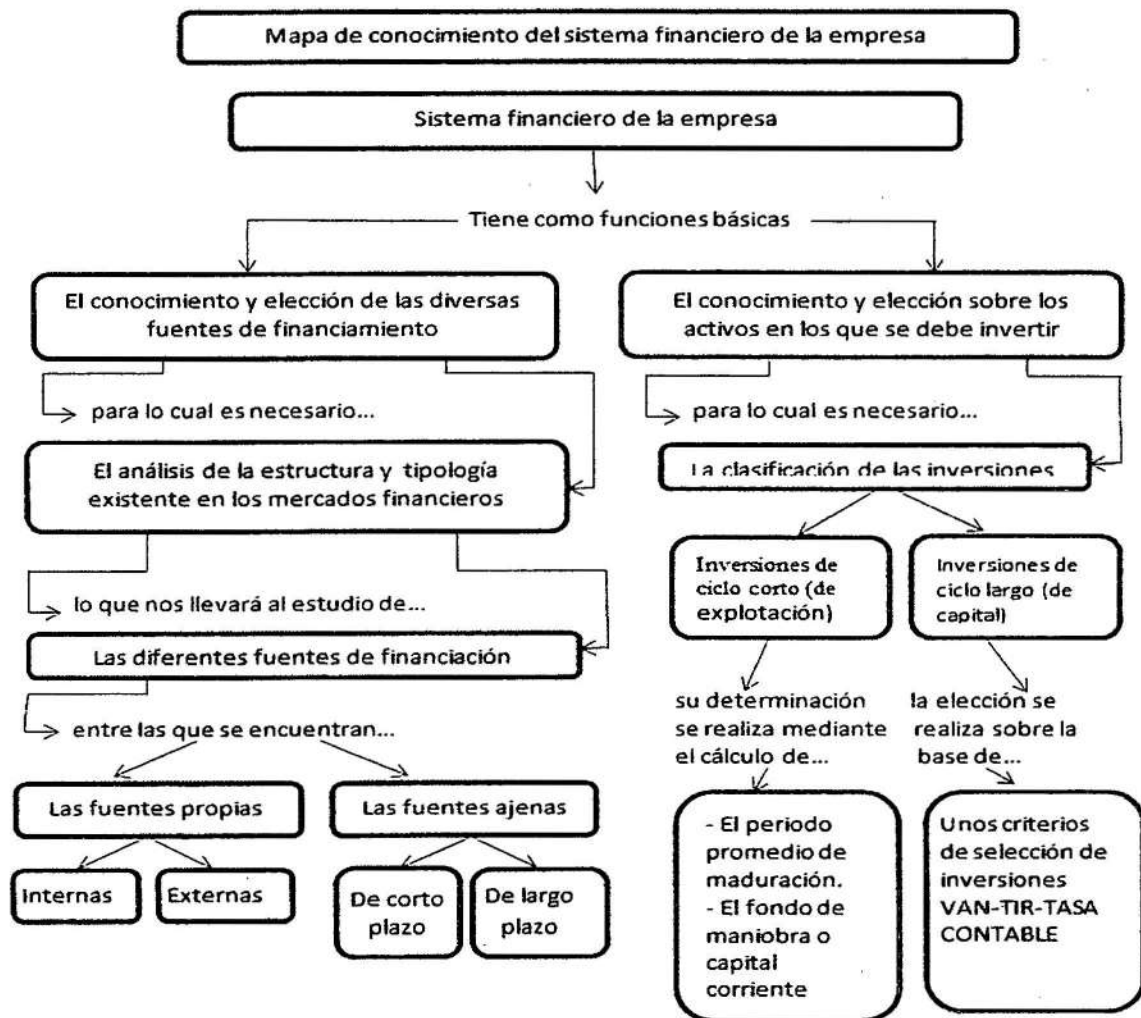 Mapa de conocimiento del sistema financiero de la empresa
Sistema financiero de la empresa
Tiene como funciones básicas
El conocimiento y elección de las diversas
fuentes de financiamiento
para lo cual es necesario...
El análisis de la estructura y tipología
existente en los mercados financieros
lo que nos llevará al estudio de...
Las diferentes fuentes de financiación
entre las que se encuentran...
Las fuentes propias
Internas
Externas
Las fuentes ajenas
De corto
plazo
De largo
plazo
El conocimiento y elección sobre los
activos en los que se debe invertir
para lo cual es necesario...
La clasificación de las inversiones
Inversiones de
ciclo corto (de
explotación)
su determinación
se realiza mediante
el cálculo de...
- El periodo
promedio de
maduración.
- El fondo de
maniobra o
capital
corriente
Inversiones de
ciclo largo (de
capital)
la elección se
realiza sobre la
base de...
Unos criterios
de selección de
inversiones
VAN-TIR-TASA
CONTABLE